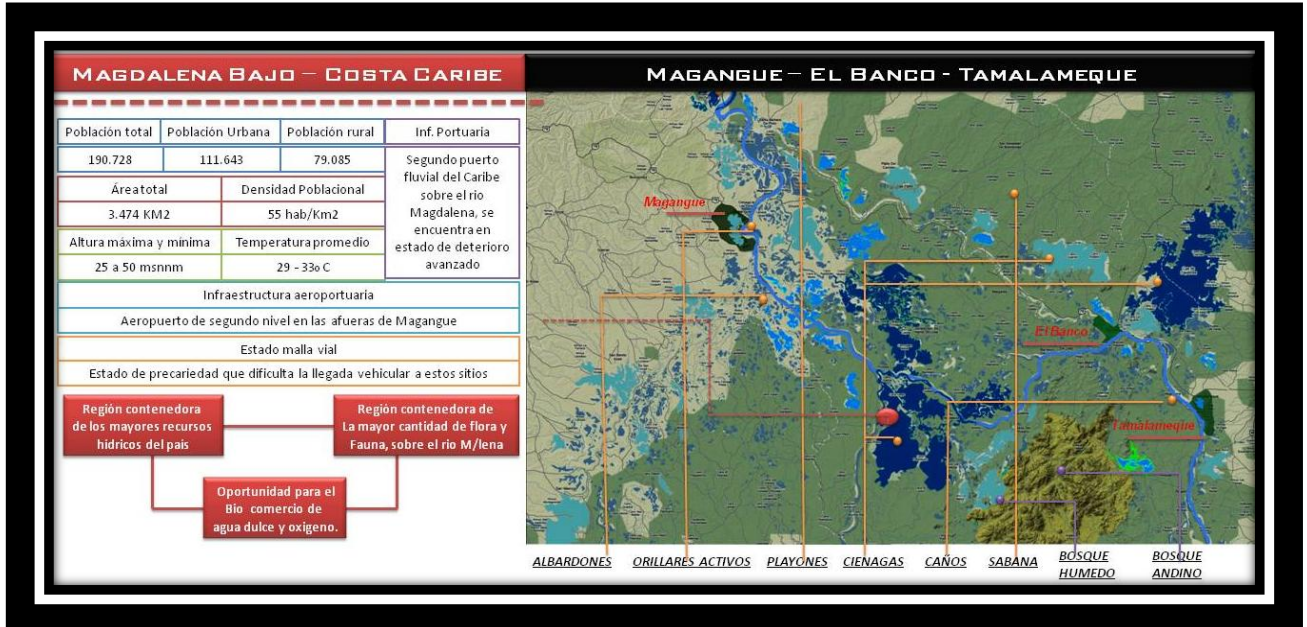 MAGDALENA BAJO – COSTA CARIBE
MAGANGUE – EL BANCO - TAMALAMEQUE
Población total
Población Urbana
Población rural
Inf. Portuaria
190.728
111.643
79.085
Segundo puerto
fluvial del Caribe
sobre el rio
Magdalena, se
encuentra en
estado de deterioro
avanzado
Área total
Densidad Poblacional
3.474 KM2
55 hab/Km2
Altura máxima y mínima
Temperatura promedio
25 a 50 msnnm
29 - 33o C
Infraestructura aeroportuaria
Aeropuerto de segundo nivel en las afueras de Magangue
Estado malla vial
Estado de precariedad que dificulta la llegada vehicular a estos sitios
Región contenedora
de los mayores recursos
hídricos del país
Región contenedora de
La mayor cantidad de flora y
Fauna, sobre el rio M/lena
Oportunidad para el
Bio comercio de
agua dulce y oxigeno.
Magangue
El Banco
Tamalameque
ALBARDONES
ORILLARES ACTIVOS
PLAYONES
CIENAGAS
CAÑOS
SABANA
BOSQUE
HUMEDO
BOSQUE
ANDINO